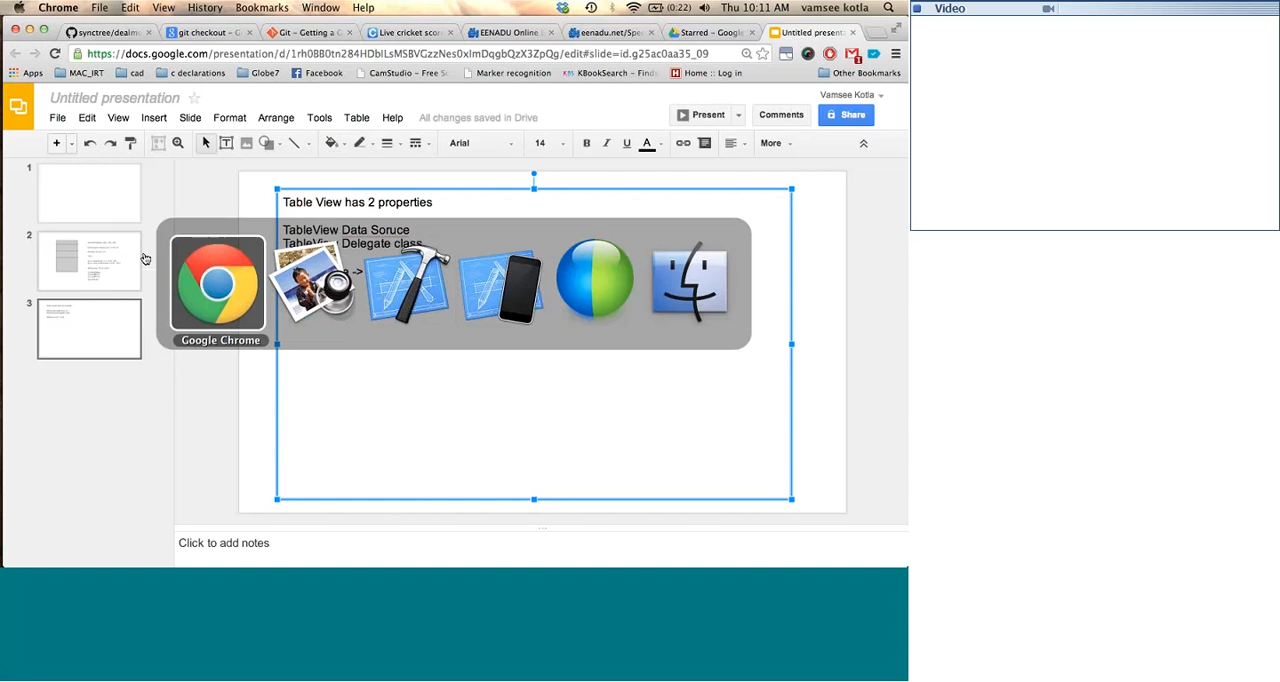 Chrome File Edit View History Bookmarks Window Help (0:22) Thu 10:11 AM vamsee kotla
Video
synctree/dealm git checkout - G Git – Getting a G Live cricket scor EENADU Online eenadu.net/Spe Starred – Google Untitled present
https://docs.google.com/presentation/d/1rh0BB0tn284HDblLsMSBVGzzNes0xlmDqgbQzX3ZpQg/edit#slide=id.g25ac0aa35_09
Apps MAC_IRT cad c declarations Globe7 Facebook CamStudio – Free S Marker recognition KBookSearch – Find Home :: Log in Other Bookmarks
Untitled presentation
Vamsee Kotla
File Edit View Insert Slide Format Arrange Tools Table Help All changes saved in Drive
Present Comments Share
Arial 14 B I U A More
1
2
3
Table View has 2 properties
TableView Data Soruce
TableView Delegate class
->
Google Chrome
Click to add notes